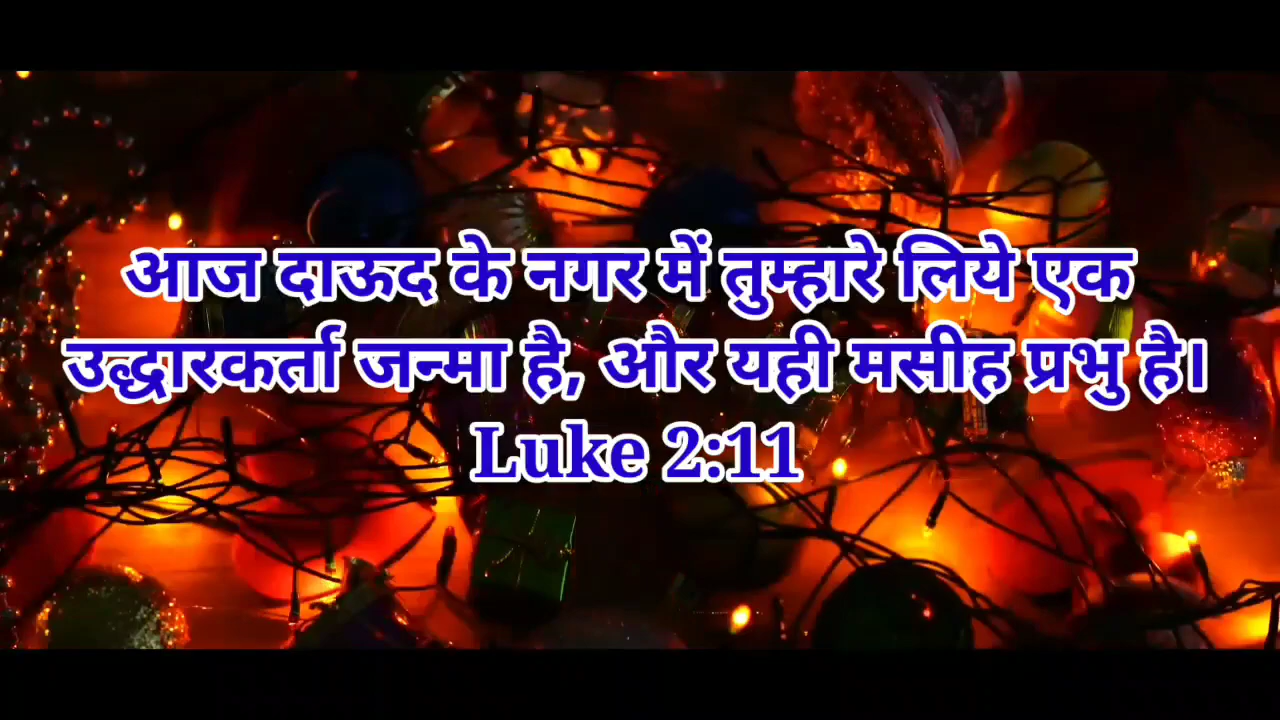 आज दाऊद के नगर में तुम्हारे लिये एक
उद्धारकर्ता जन्मा है, और यही मसीह प्रभु है।
Luke 2:11